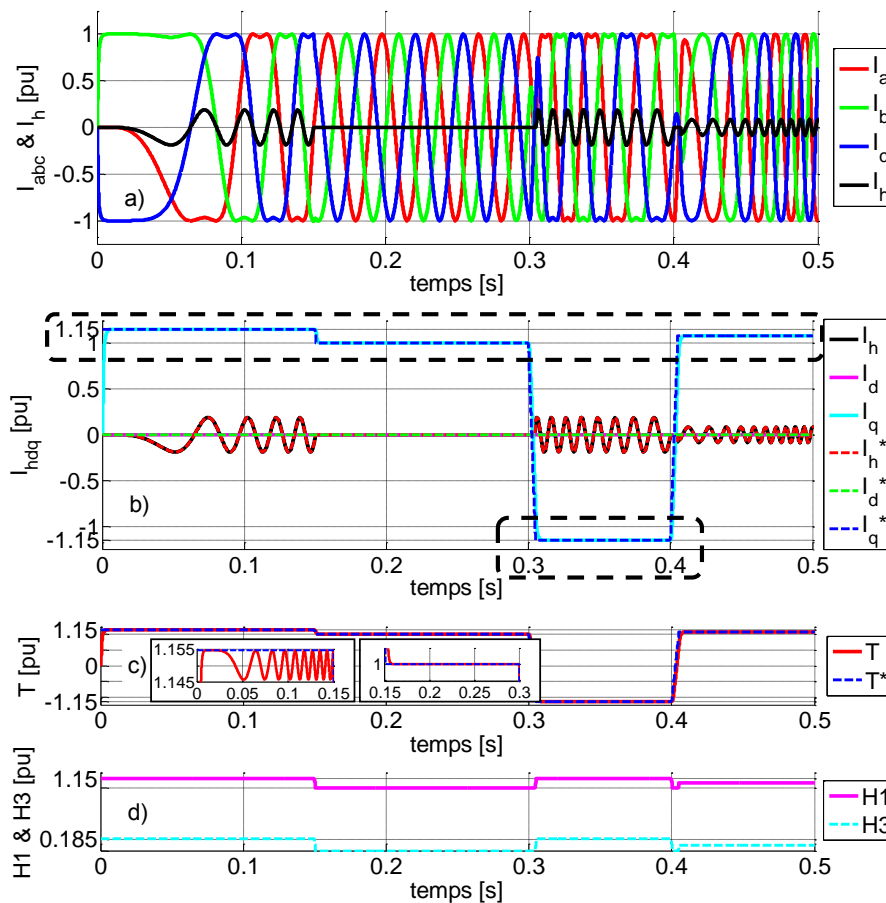 I_abc & I_h [pu]
1
0.5
0
-0.5
-1
a)
0
0.1
0.2
0.3
0.4
0.5
temps [s]
I_a
I_b
I_c
I_h
I_hdq [pu]
1.15
1
0.5
0
-0.5
-1
-1.15
b)
0
0.1
0.2
0.3
0.4
0.5
temps [s]
I_h
I_d
I_q
I_h*
I_d*
I_q*
T [pu]
1.15
0
-1.15
c)
1.155
1.145
0
0.05
0.1
0.15
1
0.15
0.2
0.25
0.3
0
0.1
0.2
0.3
0.4
0.5
temps [s]
T
T*
H1 & H3 [pu]
1.15
0.185
d)
0
0.1
0.2
0.3
0.4
0.5
temps [s]
H1
H3